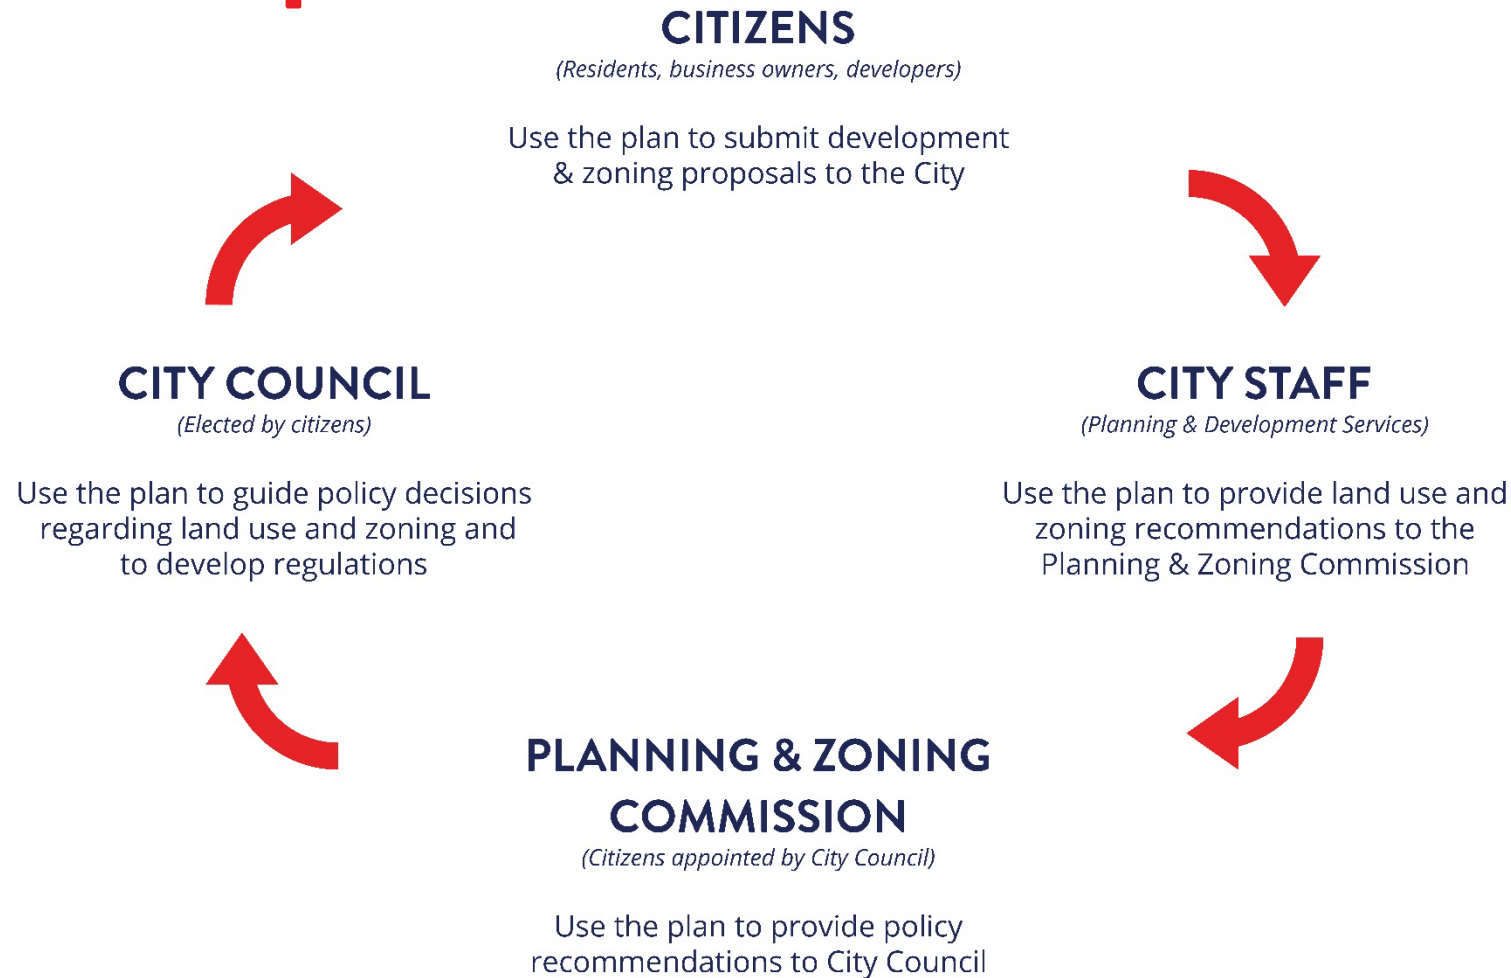 CITIZENS
(Residents, business owners, developers)
Use the plan to submit development
& zoning proposals to the City
CITY STAFF
(Planning & Development Services)
Use the plan to provide land use and
zoning recommendations to the
Planning & Zoning Commission
PLANNING & ZONING
COMMISSION
(Citizens appointed by City Council)
Use the plan to provide policy
recommendations to City Council
CITY COUNCIL
(Elected by citizens)
Use the plan to guide policy decisions
regarding land use and zoning and
to develop regulations